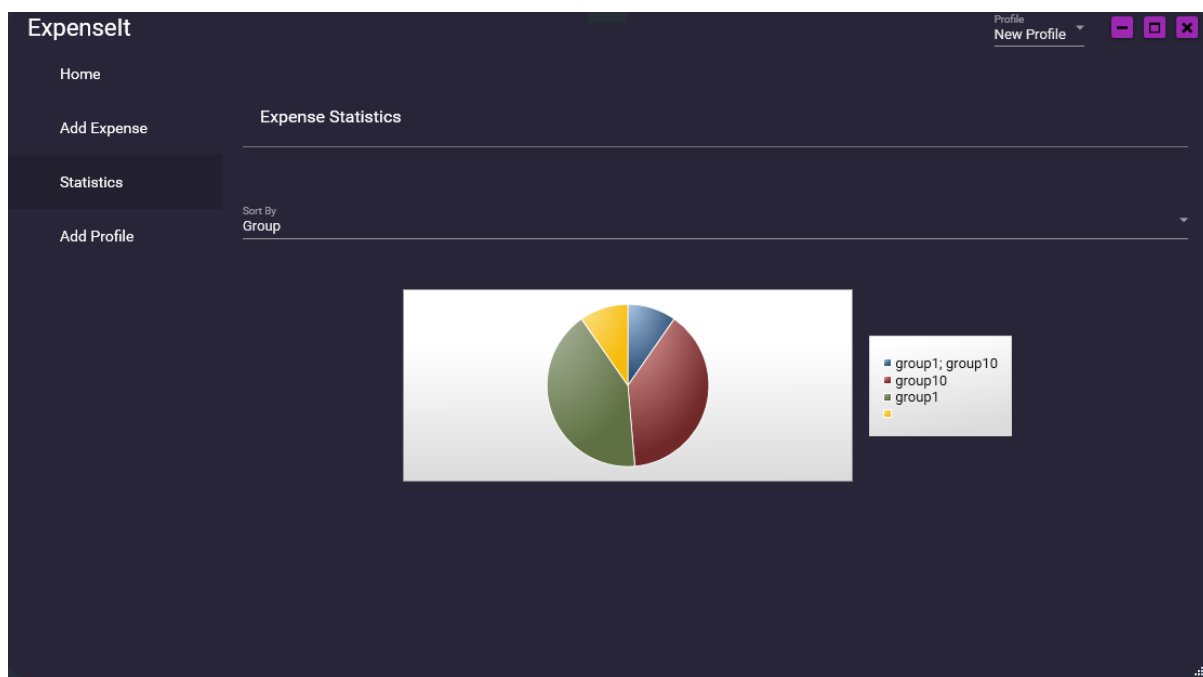 ExpenseIt
Profile
New Profile
Home
Add Expense
Statistics
Add Profile
Expense Statistics
Sort By
Group
group1; group10
group10
group1